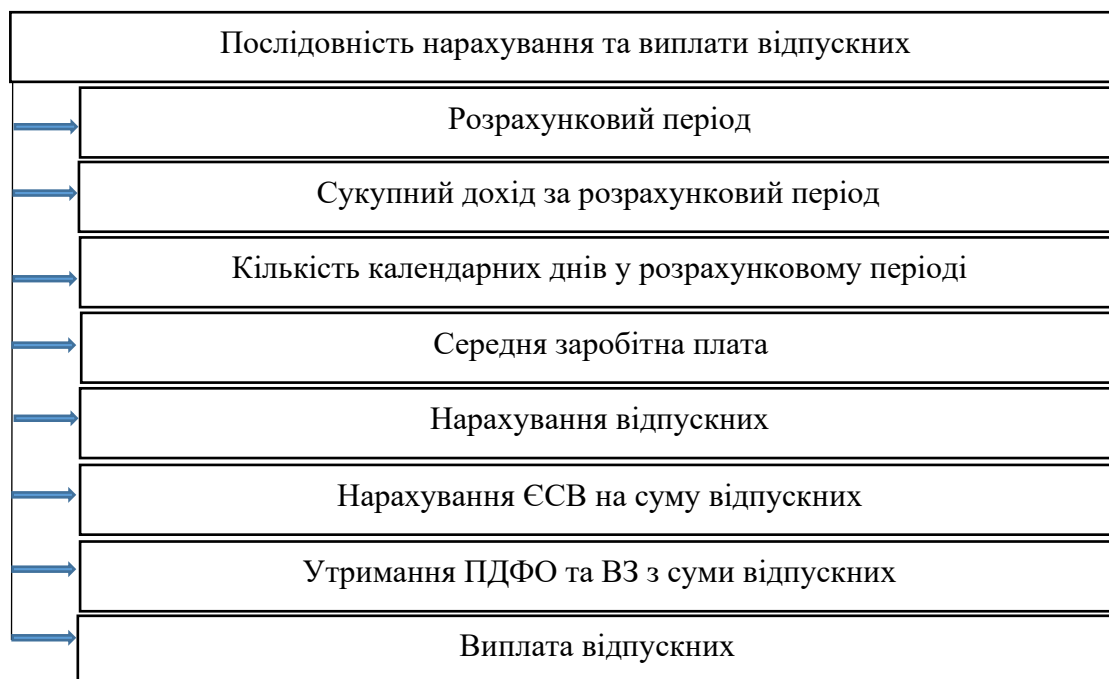 Послідовність нарахування та виплати відпускних
Розрахунковий період
Сукупний дохід за розрахунковий період
Кількість календарних днів у розрахунковому періоді
Середня заробітна плата
Нарахування відпускних
Нарахування ЄСВ на суму відпускних
Утримання ПДФО та ВЗ з суми відпускних
Виплата відпускних